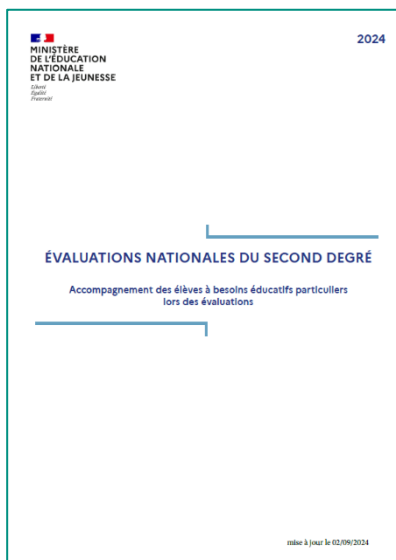 2024
MINISTÈRE
DE L'ÉDUCATION
NATIONALE
ET DE LA JEUNESSE
Liberté
Égalité
Fraternité
ÉVALUATIONS NATIONALES DU SECOND DEGRÉ
Accompagnement des élèves à besoins éducatifs particuliers
lors des évaluations
mise à jour le 02/09/2024